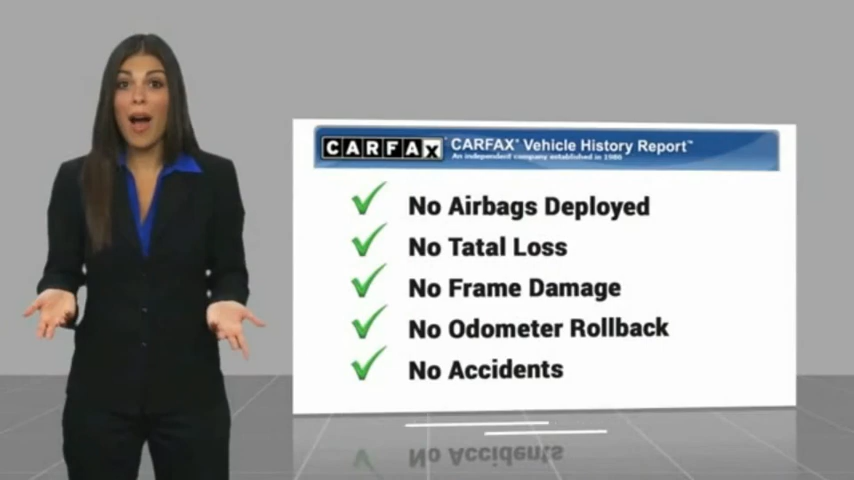 CARFAX CARFAX® Vehicle History Report™
An independent company established in 1986
No Airbags Deployed
No Tatal Loss
No Frame Damage
No Odometer Rollback
No Accidents
No Accidents